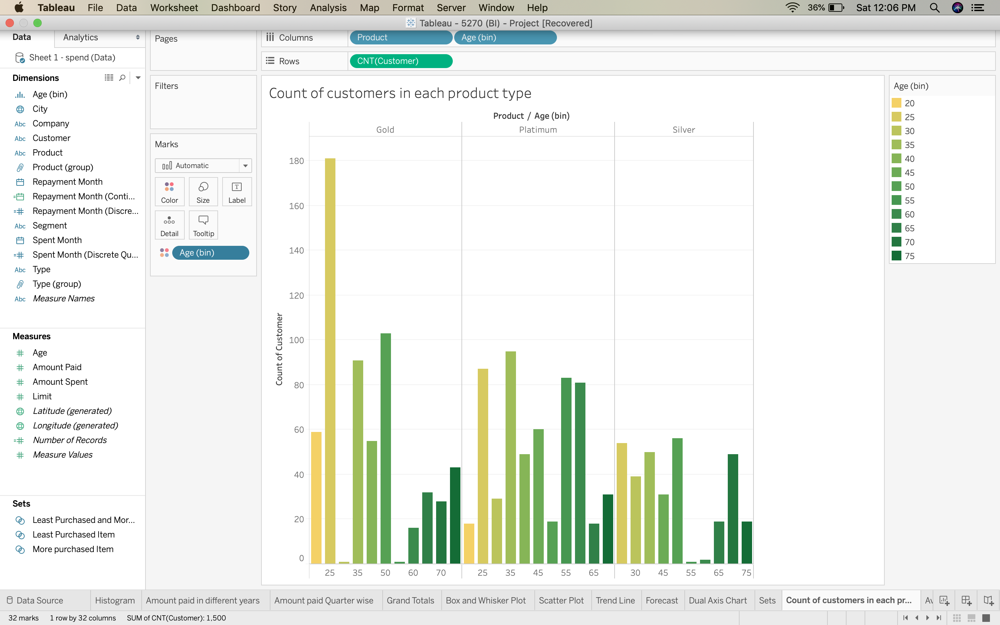 Tableau File Data Worksheet Dashboard Story Analysis Map Format Server Window Help 36% Sat 12:06 PM
Tableau - 5270 (BI) - Project [Recovered]
Data Analytics
Sheet 1 - spend (Data)
Dimensions
Age (bin)
City
Abc Company
Abc Customer
Abc Product
Product (group)
Repayment Month
Repayment Month (Conti...
Repayment Month (Discre...
Abc Segment
Spent Month
Spent Month (Discrete Qu...
Abc Type
Type (group)
Abc Measure Names
Measures
Age
Amount Paid
Amount Spent
Limit
Latitude (generated)
Longitude (generated)
Number of Records
Measure Values
Sets
Least Purchased and Mor...
Least Purchased Item
More purchased Item
Pages
Filters
Marks
Automatic
Color Size T Label
Detail Tooltip
Age (bin)
Columns Product Age (bin)
Rows CNT(Customer)
Count of customers in each product type
Product / Age (bin)
Gold Platimum Silver
180
160
140
120
100
80
60
40
20
0
Count of Customer
25 35 50 60 70 25 35 45 55 65 30 45 55 65 75
Age (bin)
20
25
30
35
40
45
50
55
60
65
70
75
Data Source Histogram Amount paid in different years Amount paid Quarter wise Grand Totals Box and Whisker Plot Scatter Plot Trend Line Forecast Dual Axis Chart Sets Count of customers in each pr...
32 marks 1 row by 32 columns SUM of CNT(Customer): 1,500